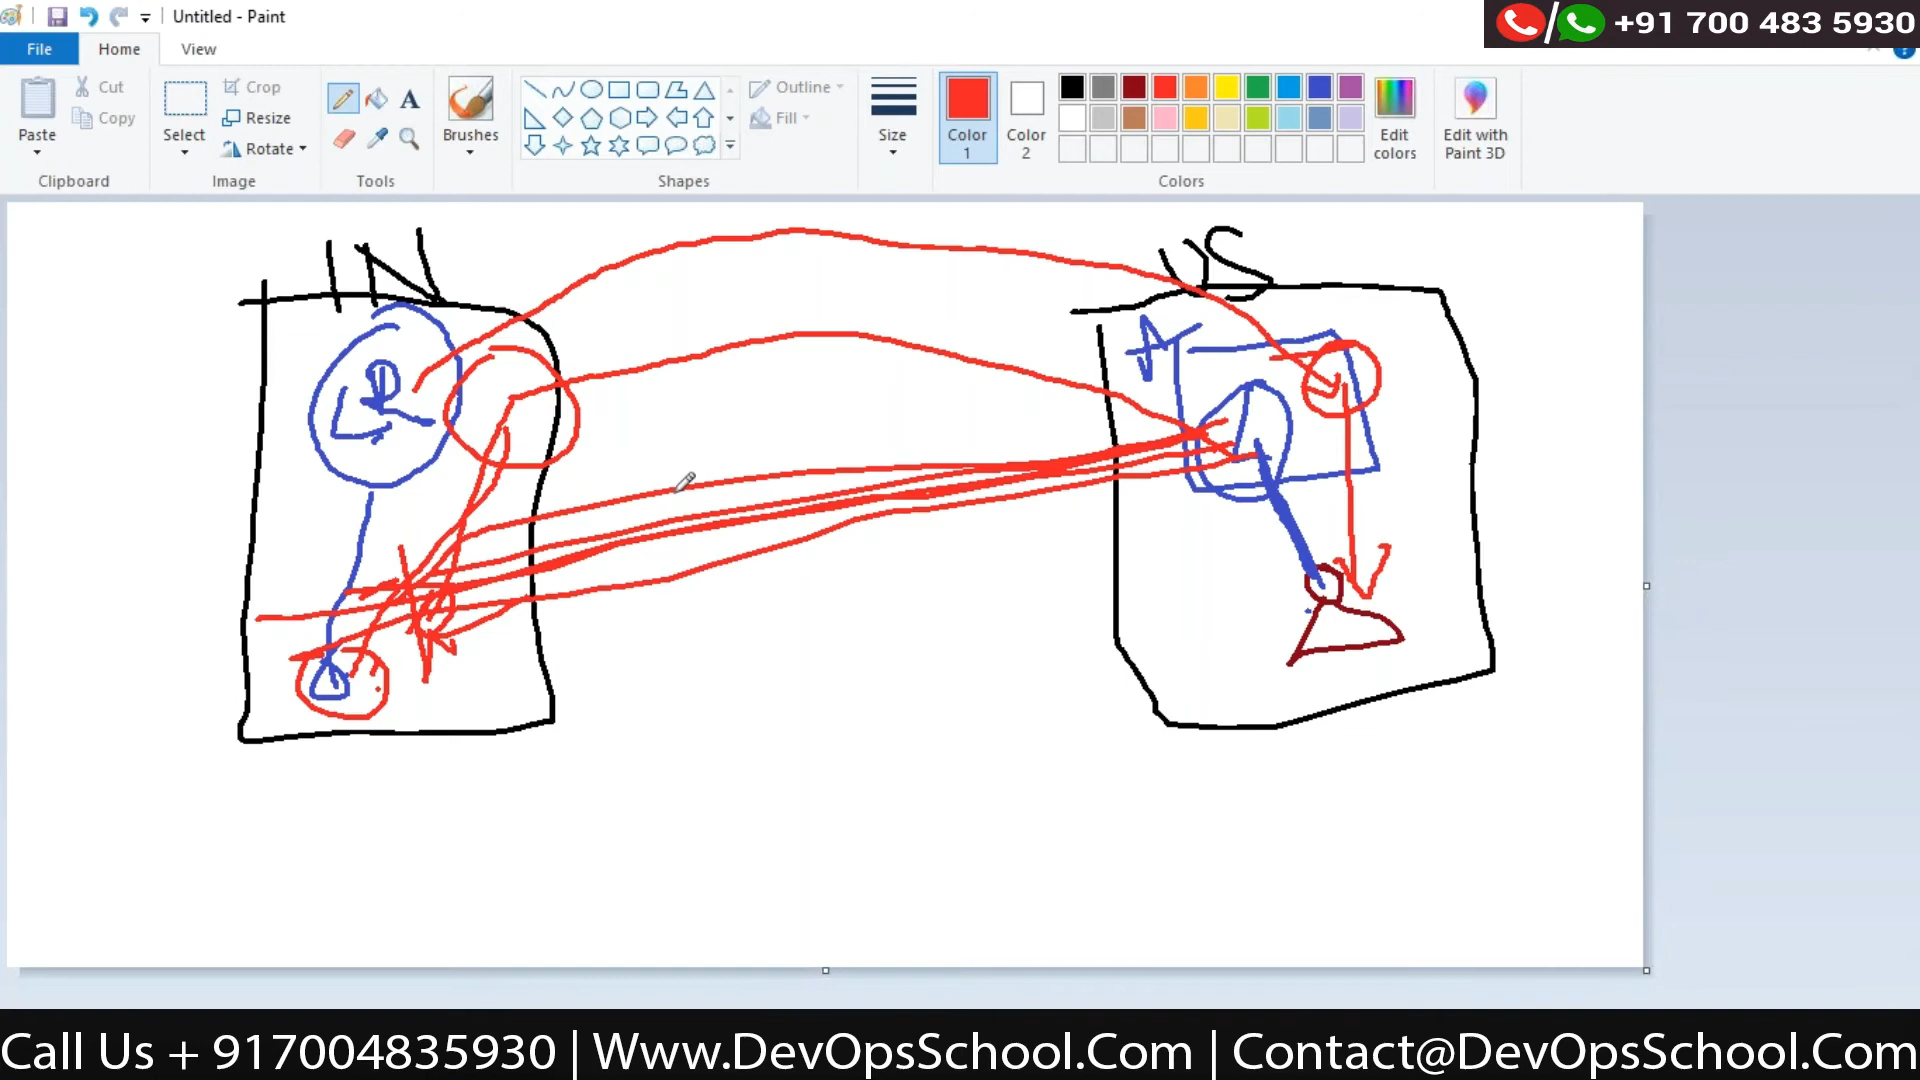 Untitled - Paint
+91 700 483 5930
File
Home
View
Paste
Cut
Copy
Clipboard
Select
Crop
Resize
Rotate
Image
A
Tools
Brushes
Shapes
Outline
Fill
Size
Color
1
Color
2
Edit
colors
Colors
Edit with
Paint 3D
IN
US
Call Us + 917004835930 | Www.DevOpsSchool.Com | Contact@DevOpsSchool.Com